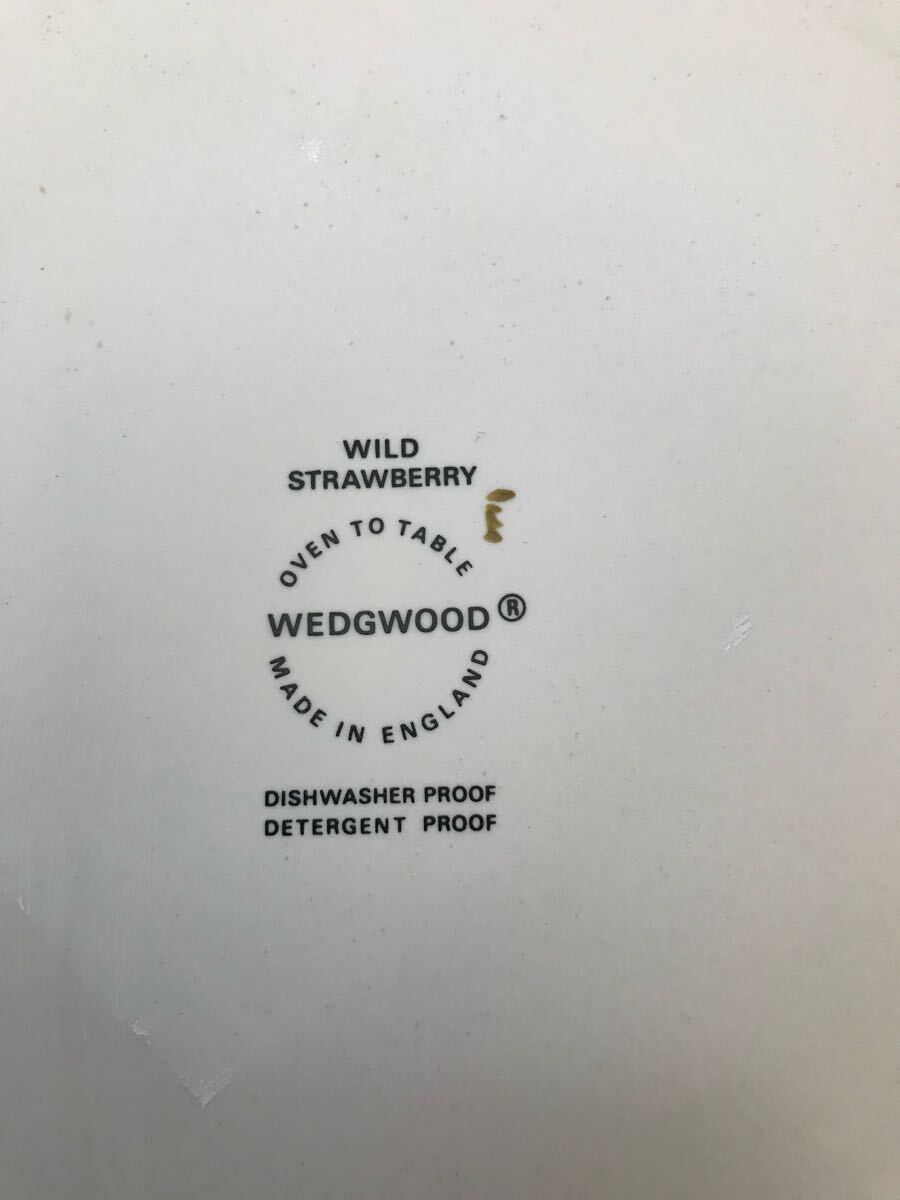 WILD
STRAWBERRY
OVEN TO TABLE
WEDGWOOD®
MADE IN ENGLAND
DISHWASHER PROOF
DETERGENT PROOF